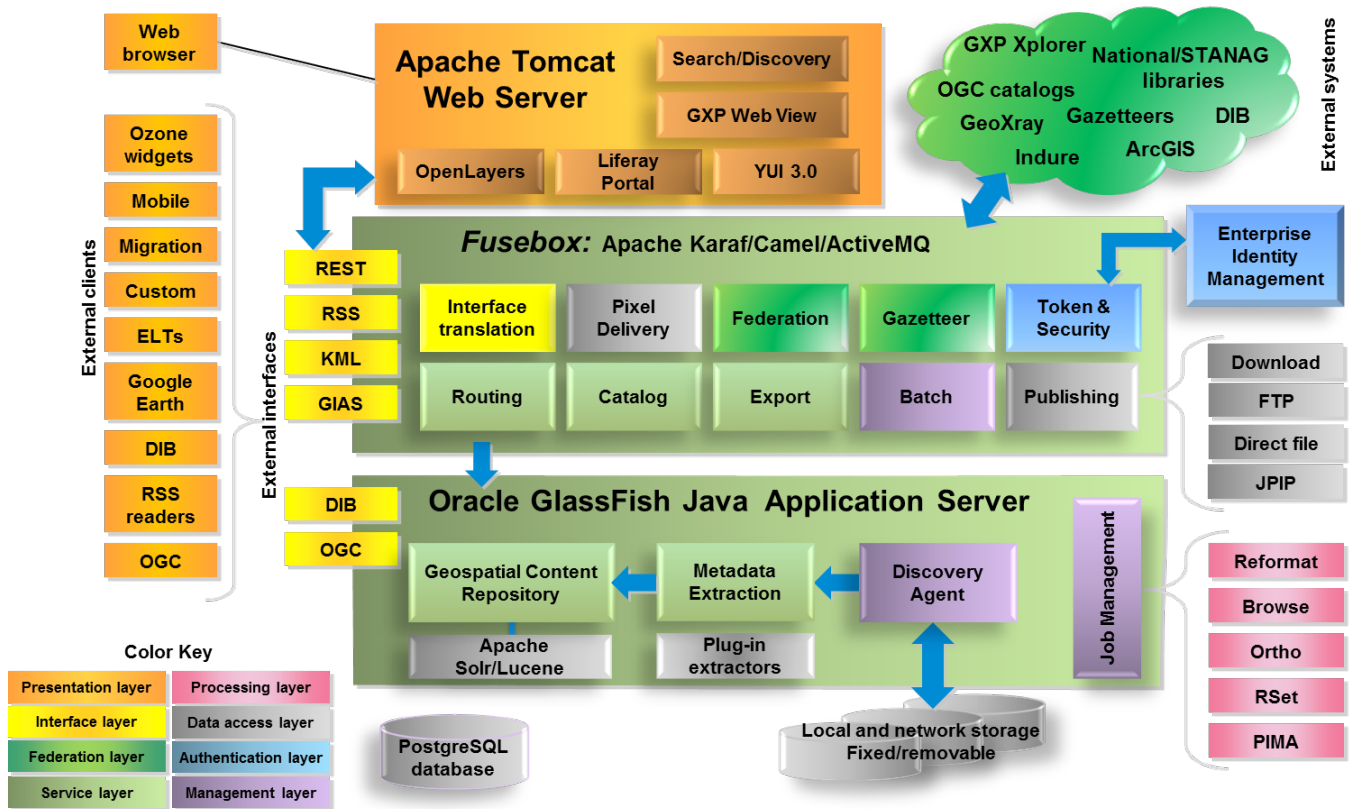 Web
browser
Apache Tomcat
Web Server
Search/Discovery
GXP Web View
OpenLayers
Liferay
Portal
YUI 3.0
GXP Xplorer
National/STANAG
libraries
OGC catalogs
GeoXray
Gazetteers
DIB
Indure
ArcGIS
External systems
External clients
Ozone
widgets
Mobile
Migration
Custom
ELTs
Google
Earth
DIB
RSS
readers
OGC
External interfaces
REST
RSS
KML
GIAS
DIB
OGC
Fusebox: Apache Karaf/Camel/ActiveMQ
Interface
translation
Pixel
Delivery
Federation
Gazetteer
Token &
Security
Routing
Catalog
Export
Batch
Publishing
Enterprise
Identity
Management
Download
FTP
Direct file
JPIP
Oracle GlassFish Java Application Server
Geospatial Content
Repository
Metadata
Extraction
Discovery
Agent
Apache
Solr/Lucene
Plug-in
extractors
Job Management
Reformat
Browse
Ortho
RSet
PIMA
PostgreSQL
database
Local and network storage
Fixed/removable
Color Key
Presentation layer
Processing layer
Interface layer
Data access layer
Federation layer
Authentication layer
Service layer
Management layer